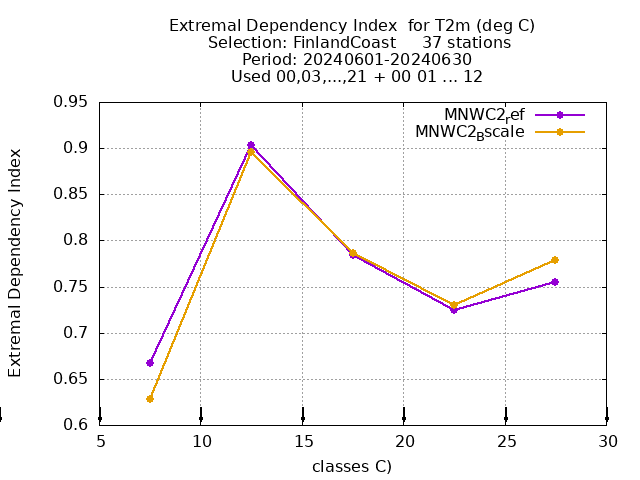 Extremal Dependency Index  for T2m (deg C)
Selection: FinlandCoast     37 stations
Period: 20240601-20240630
Used 00,03,...,21 + 00 01 ... 12
MNWC2ref
MNWC2Bscale
Extremal Dependency Index
0.95
0.9
0.85
0.8
0.75
0.7
0.65
0.6
5 10 15 20 25 30
classes C)